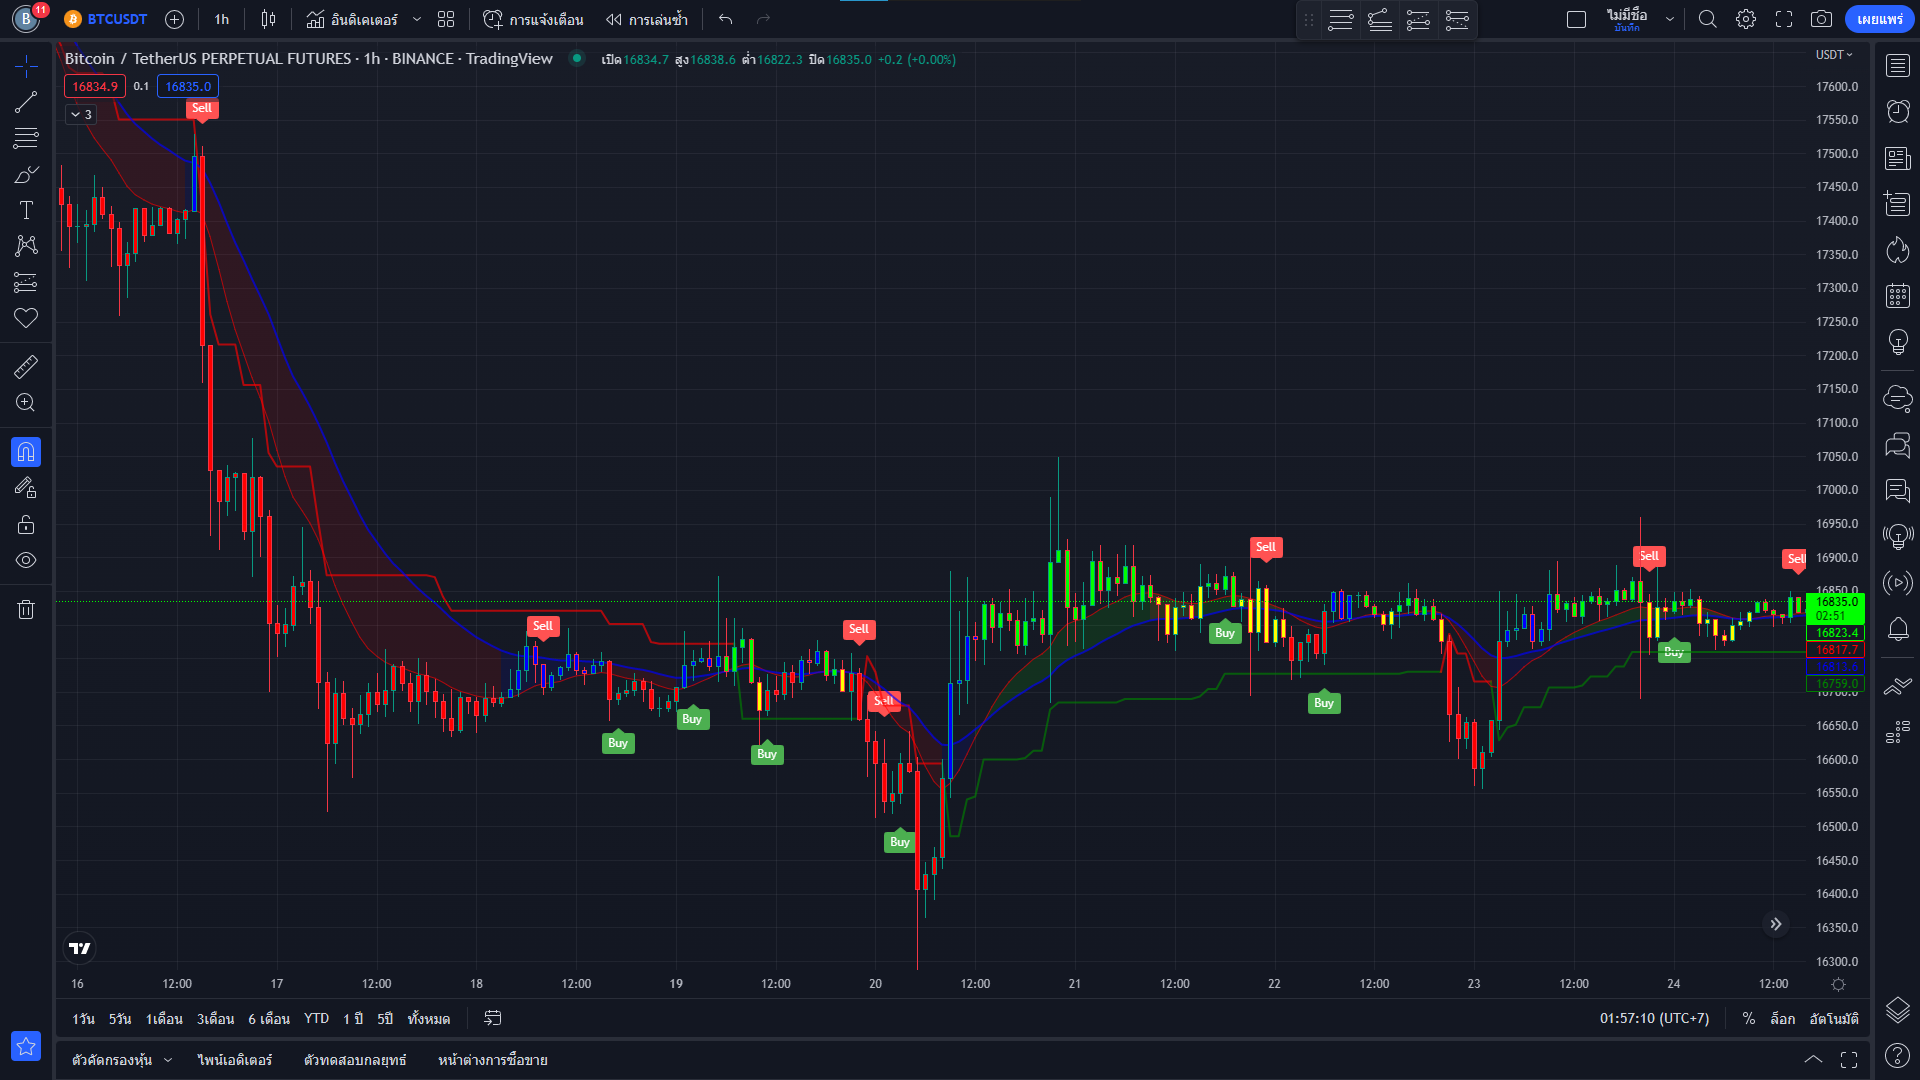 B 11 BTCUSDT 1h อินดิเคเตอร์ การแจ้งเตือน การเล่นซ้ำ ไม่มีชื่อ เผยแพร่
บันทึก
Bitcoin / TetherUS PERPETUAL FUTURES · 1h · BINANCE · TradingView เปิด16834.7 สูง16838.6 ต่ำ16822.3 ปิด16835.0 +0.2 (+0.00%) USDT
16834.9 0.1 16835.0
3
Sell
Sell
Sell
Sell
Sell
Sell
Sell
Buy
Buy
Buy
Buy
Buy
Buy
Buy
17600.0
17550.0
17500.0
17450.0
17400.0
17350.0
17300.0
17250.0
17200.0
17150.0
17100.0
17050.0
17000.0
16950.0
16900.0
16850.0
16835.0
02:51
16823.4
16817.7
16759.0
16700.0
16650.0
16600.0
16550.0
16500.0
16450.0
16400.0
16350.0
16300.0
16 12:00 17 12:00 18 12:00 19 12:00 20 12:00 21 12:00 22 12:00 23 12:00 24 12:00
1วัน 5วัน 1เดือน 3เดือน 6 เดือน YTD 1 ปี 5ปี ทั้งหมด 01:57:10 (UTC+7) % ล็อก อัตโนมัติ
ตัวคัดกรองหุ้น ไพน์เอดิเตอร์ ตัวทดสอบกลยุทธ์ หน้าต่างการซื้อขาย